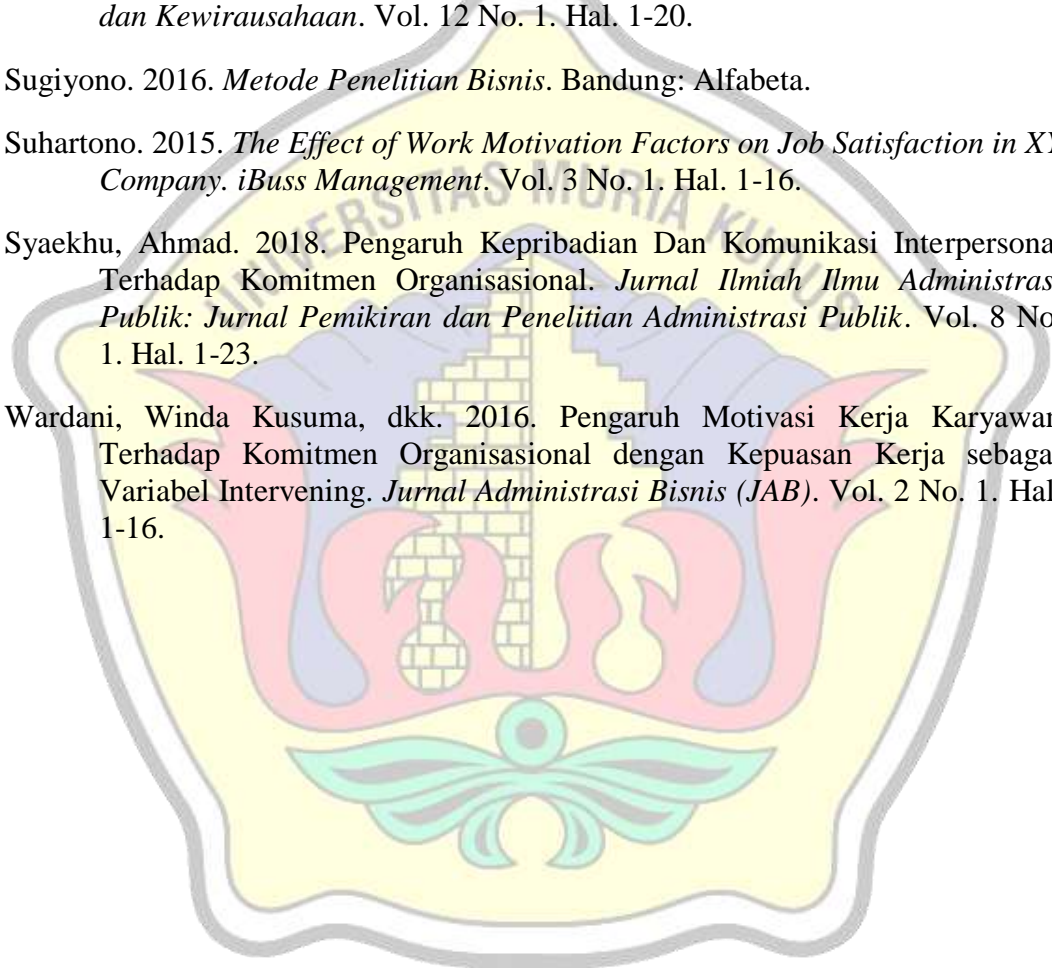 dan Kewirausahaan. Vol. 12 No. 1. Hal. 1-20.
Sugiyono. 2016. Metode Penelitian Bisnis. Bandung: Alfabeta.
Suhartono. 2015. The Effect of Work Motivation Factors on Job Satisfaction in XY
Company. iBuss Management. Vol. 3 No. 1. Hal. 1-16.
UNIVERSITAS MURIA KUDUS
Syaekhu, Ahmad. 2018. Pengaruh Kepribadian Dan Komunikasi Interpersona
Terhadap Komitmen Organisasional. Jurnal Ilmiah Ilmu Administras
Publik: Jurnal Pemikiran dan Penelitian Administrasi Publik. Vol. 8 No
1. Hal. 1-23.
Wardani, Winda Kusuma, dkk. 2016. Pengaruh Motivasi Kerja Karyawan
Terhadap Komitmen Organisasional dengan Kepuasan Kerja sebaga
Variabel Intervening. Jurnal Administrasi Bisnis (JAB). Vol. 2 No. 1. Hal
1-16.